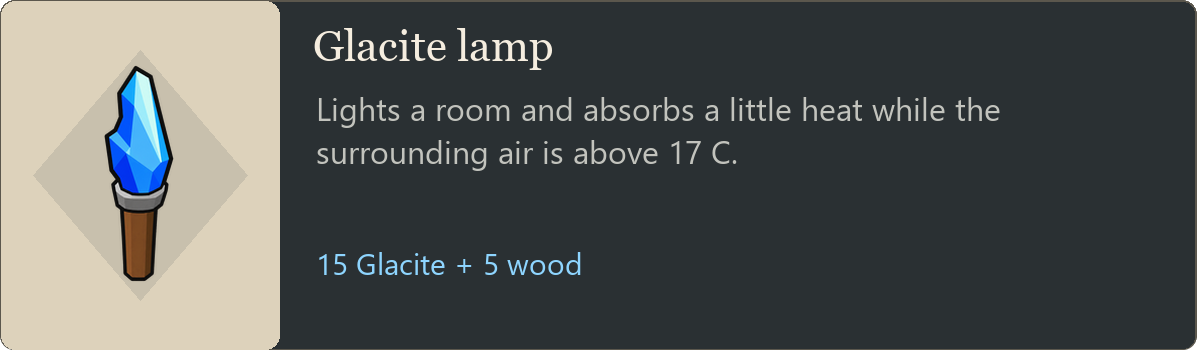 Glacite lamp
Lights a room and absorbs a little heat while the
surrounding air is above 17 C.
15 Glacite + 5 wood